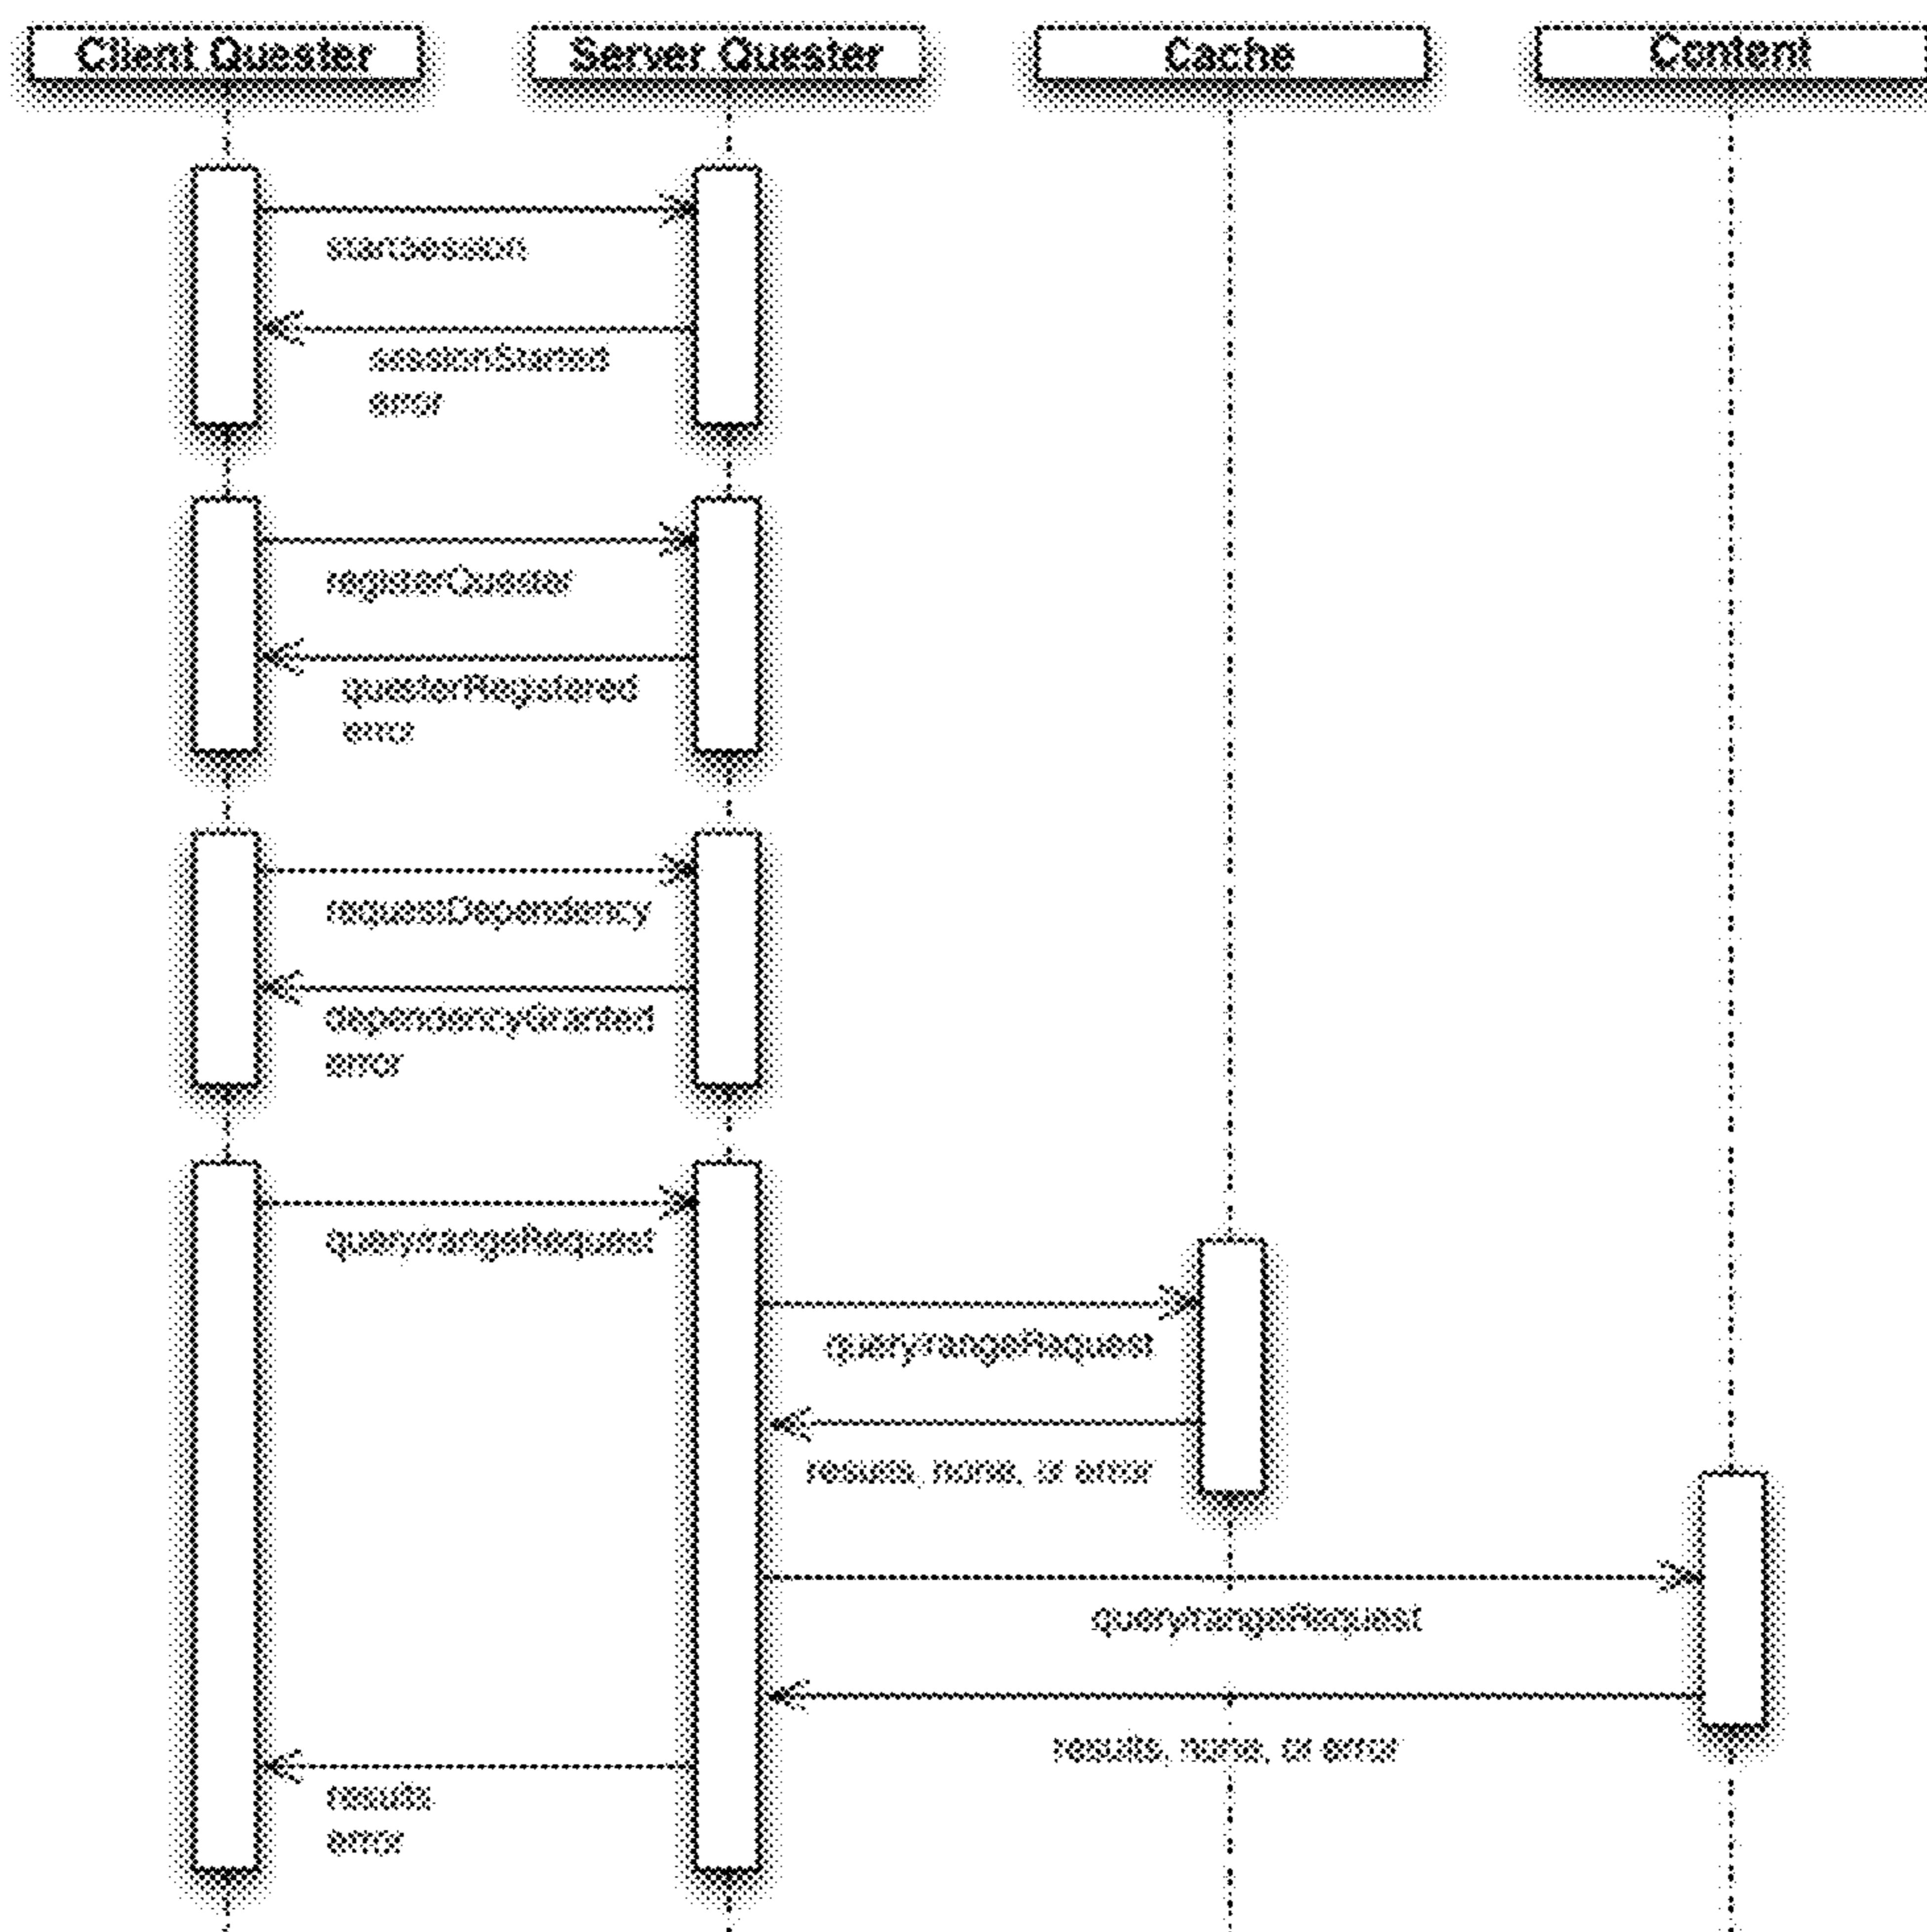 Client Quester
Server Quester
Cache
Content
startSession
sessionStarted
error
registerQuester
questerRegistered
error
requestDependency
dependencyGranted
error
queryrangeRequest
queryrangeRequest
results, none, or error
queryrangeRequest
results, none, or error
results
error